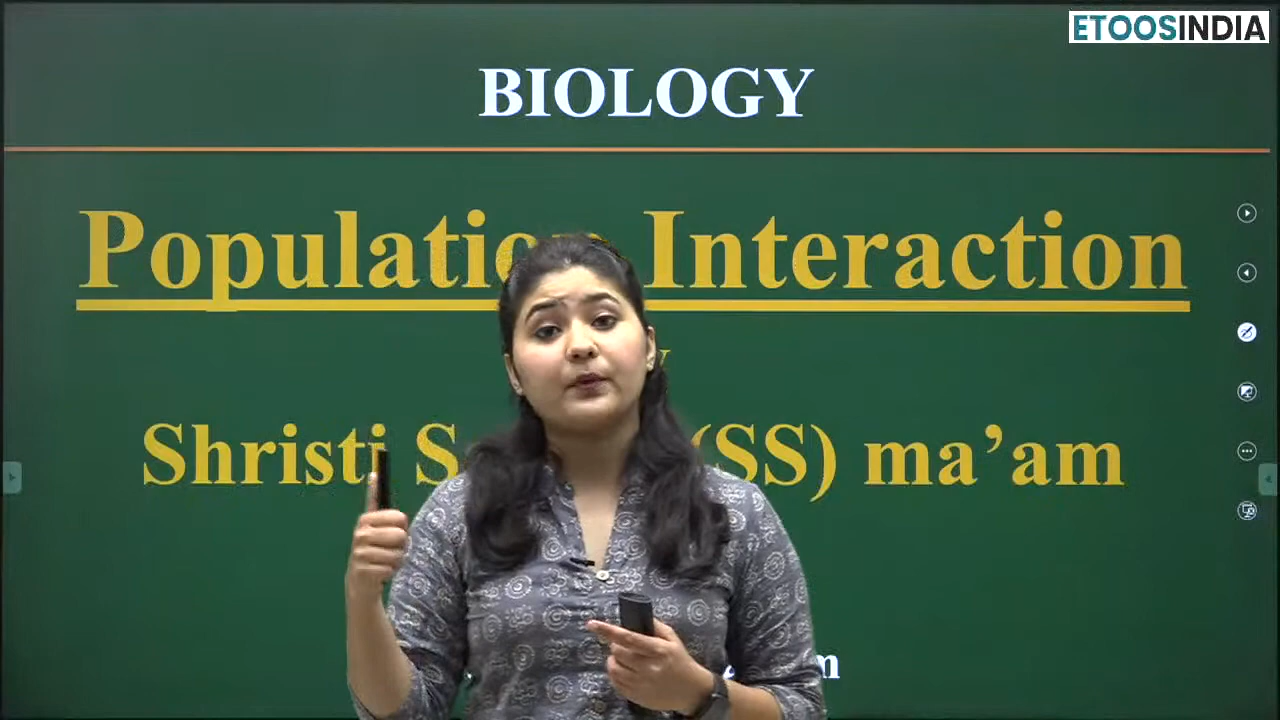 ETOOSINDIA
BIOLOGY
Population Interaction
Shristi S (SS) ma’am